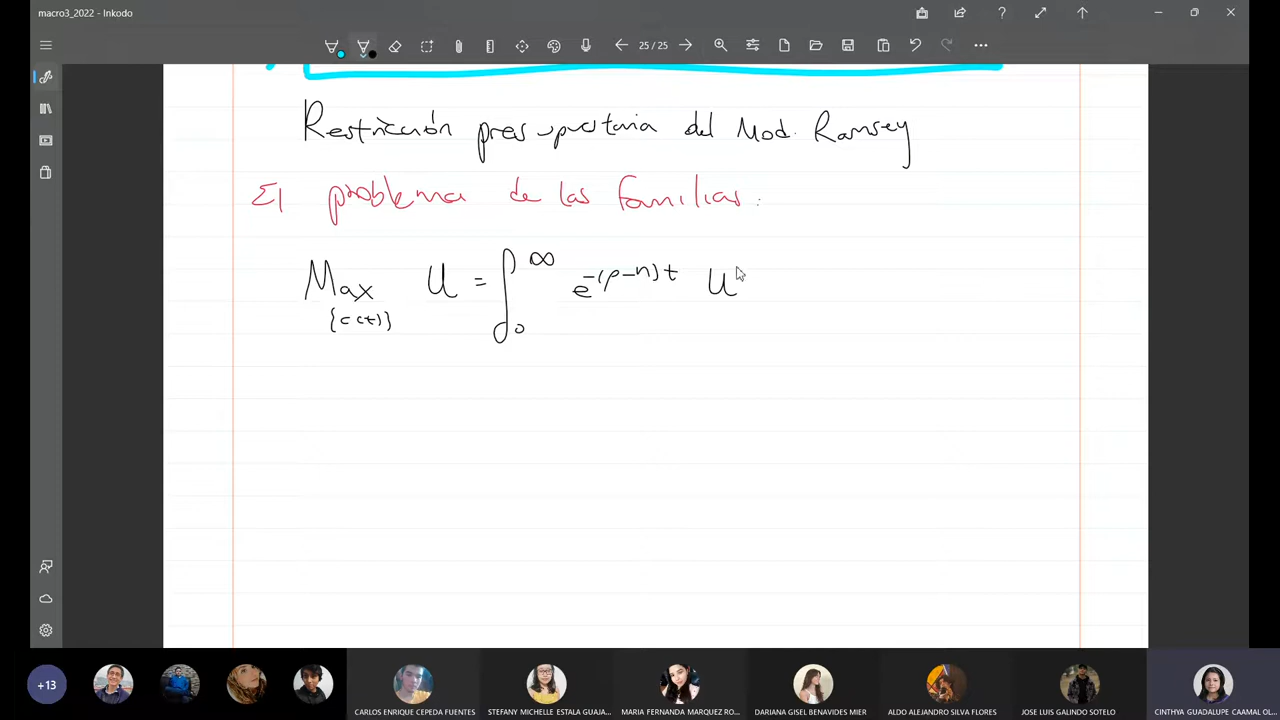 macro3_2022 - Inkodo
25 / 25
Restricción presupuestaria del Mod. Ramsey
El problema de las familias:
Max U = ∫ ∞ e -(ρ-n)t u
{c(t)} 0
+13
CARLOS ENRIQUE CEPEDA FUENTES
STEFANY MICHELLE ESTALA GUAJA...
MARIA FERNANDA MARQUEZ RO...
DARIANA GISEL BENAVIDES MIER
ALDO ALEJANDRO SILVA FLORES
JOSE LUIS GALINDO SOTELO
CINTHYA GUADALUPE CAAMAL OL...